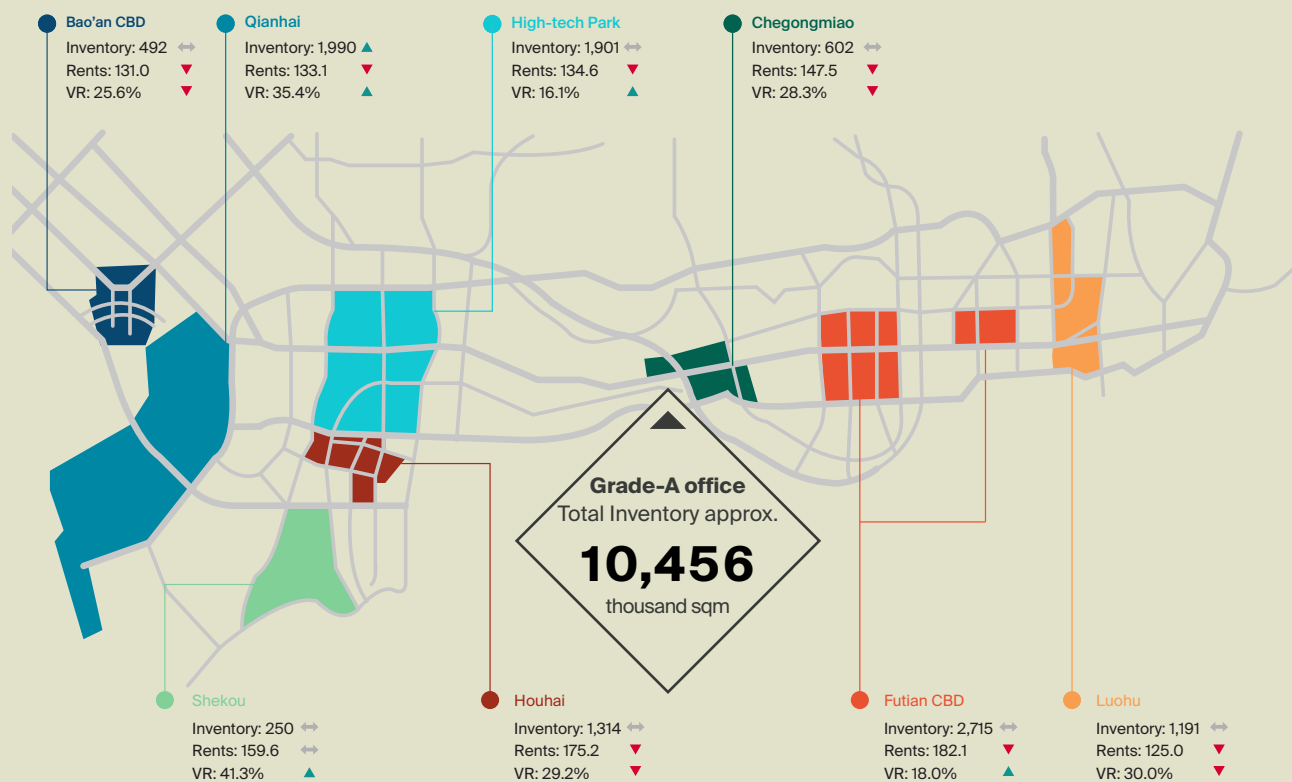 Bao'an CBD
Inventory: 492
Rents: 131.0
VR: 25.6%
Qianhai
Inventory: 1,990
Rents: 133.1
VR: 35.4%
High-tech Park
Inventory: 1,901
Rents: 134.6
VR: 16.1%
Chegongmiao
Inventory: 602
Rents: 147.5
VR: 28.3%
Grade-A office
Total Inventory approx.
10,456
thousand sqm
Shekou
Inventory: 250
Rents: 159.6
VR: 41.3%
Houhai
Inventory: 1,314
Rents: 175.2
VR: 29.2%
Futian CBD
Inventory: 2,715
Rents: 182.1
VR: 18.0%
Luohu
Inventory: 1,191
Rents: 125.0
VR: 30.0%